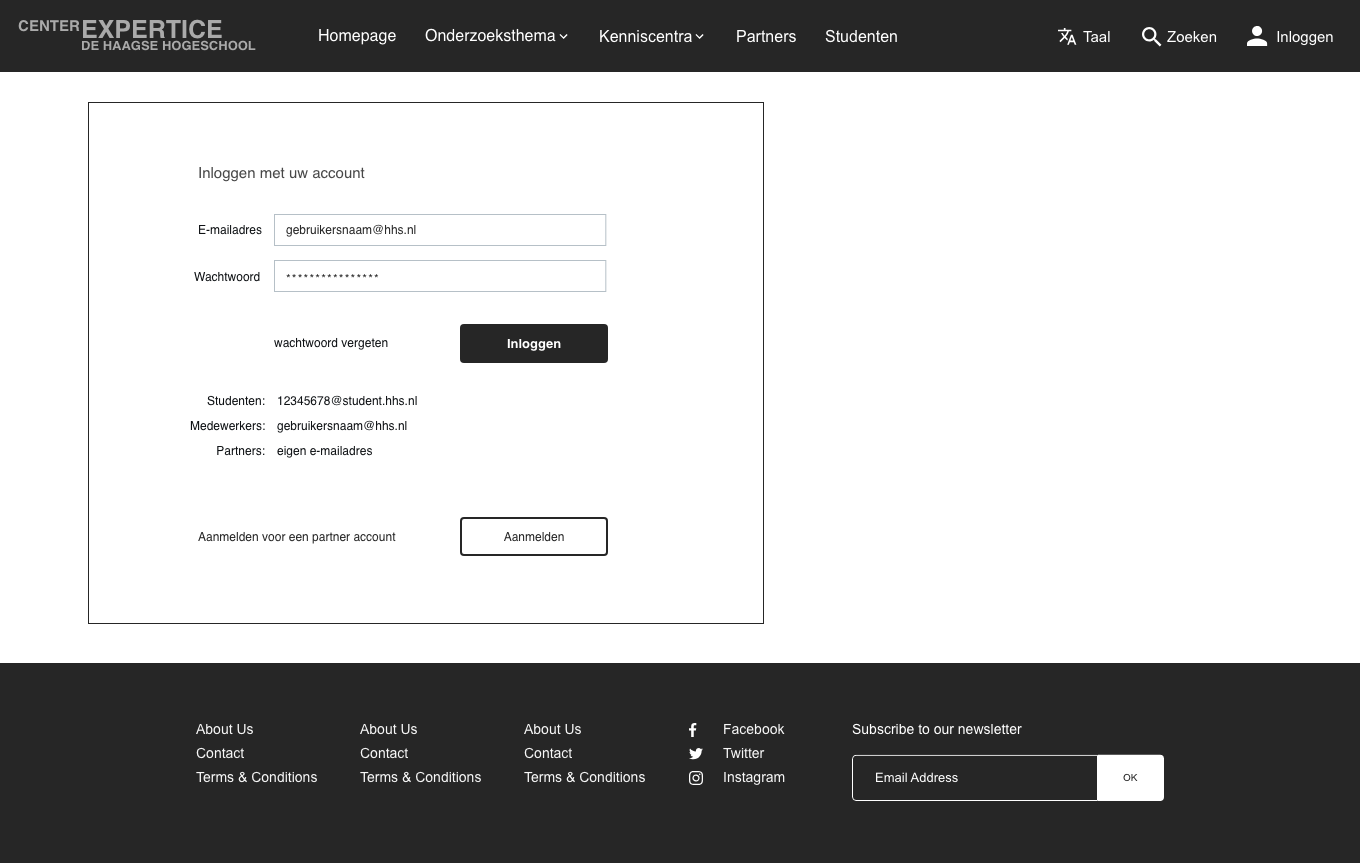 CENTER EXPERTICE
DE HAAGSE HOGESCHOOL
Homepage
Onderzoeksthema
Kenniscentra
Partners
Studenten
Taal
Zoeken
Inloggen
Inloggen met uw account
E-mailadres
gebruikersnaam@hhs.nl
Wachtwoord
****************
wachtwoord vergeten
Inloggen
Studenten: 12345678@student.hhs.nl
Medewerkers: gebruikersnaam@hhs.nl
Partners: eigen e-mailadres
Aanmelden voor een partner account
Aanmelden
About Us
Contact
Terms & Conditions
About Us
Contact
Terms & Conditions
About Us
Contact
Terms & Conditions
Facebook
Twitter
Instagram
Subscribe to our newsletter
Email Address
OK